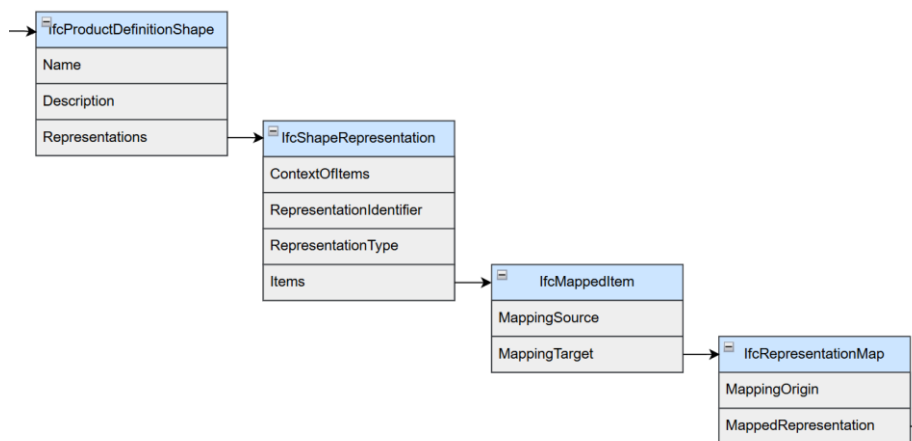 IfcProductDefinitionShape
Name
Description
Representations
IfcShapeRepresentation
ContextOfItems
RepresentationIdentifier
RepresentationType
Items
IfcMappedItem
MappingSource
MappingTarget
IfcRepresentationMap
MappingOrigin
MappedRepresentation